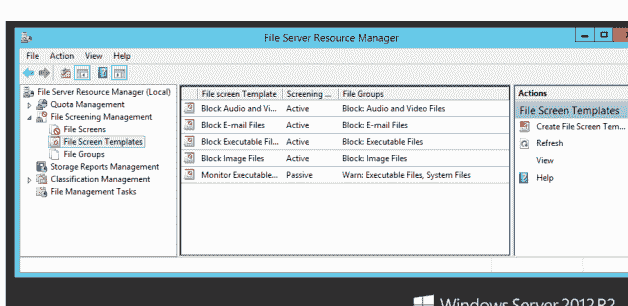 File Server Resource Manager
File Action View Help
File Server Resource Manager (Local)
Quota Management
File Screening Management
File Screens
File Screen Templates
File Groups
Storage Reports Management
Classification Management
File Management Tasks
File screen Template Screening ... File Groups
Block Audio and Vi... Active Block: Audio and Video Files
Block E-mail Files Active Block: E-mail Files
Block Executable Fil... Active Block: Executable Files
Block Image Files Active Block: Image Files
Monitor Executable... Passive Warn: Executable Files, System Files
Actions
File Screen Templates
Create File Screen Tem...
Refresh
View
Help
Windows Server 2012 R2